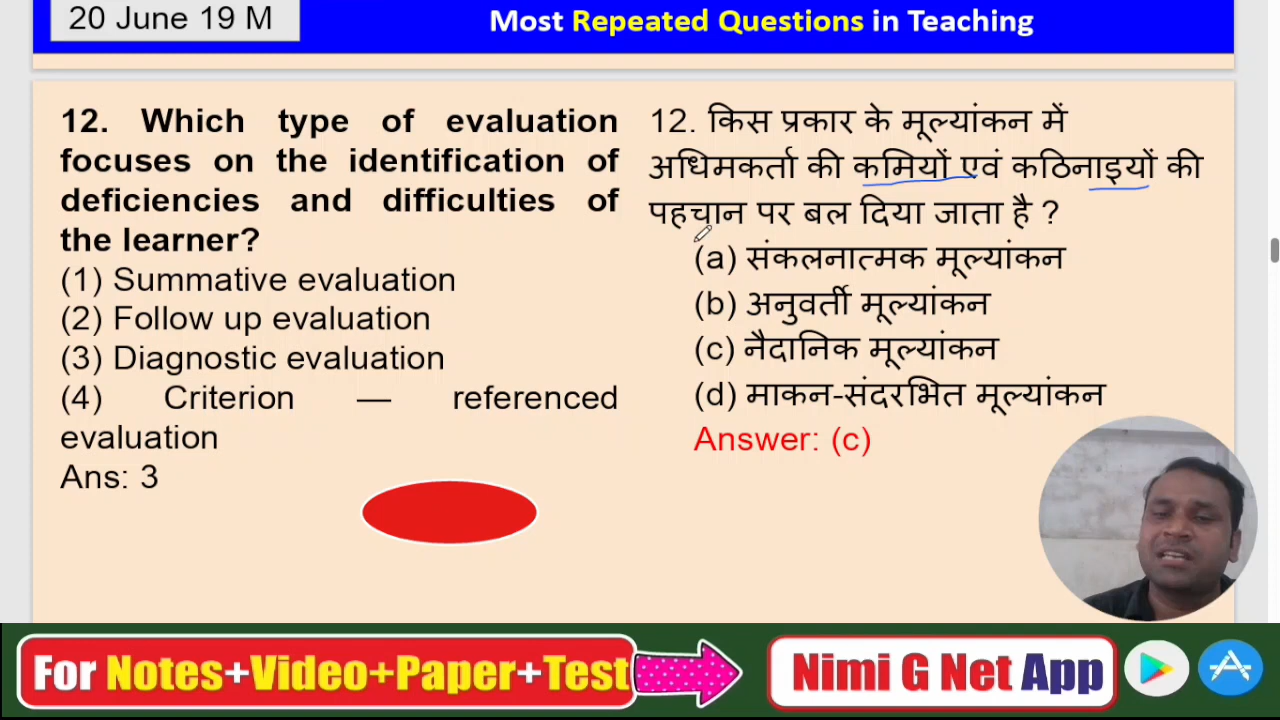 20 June 19 M
Most Repeated Questions in Teaching
12. Which type of evaluation
focuses on the identification of
deficiencies and difficulties of
the learner?
(1) Summative evaluation
(2) Follow up evaluation
(3) Diagnostic evaluation
(4) Criterion — referenced
evaluation
Ans: 3
12. किस प्रकार के मूल्यांकन में
अधिमकर्ता की कमियों एवं कठिनाइयों की
पहचान पर बल दिया जाता है ?
(a) संकलनात्मक मूल्यांकन
(b) अनुवर्ती मूल्यांकन
(c) नैदानिक मूल्यांकन
(d) माकन-संदरभित मूल्यांकन
Answer: (c)
For Notes+Video+Paper+Test
Nimi G Net App